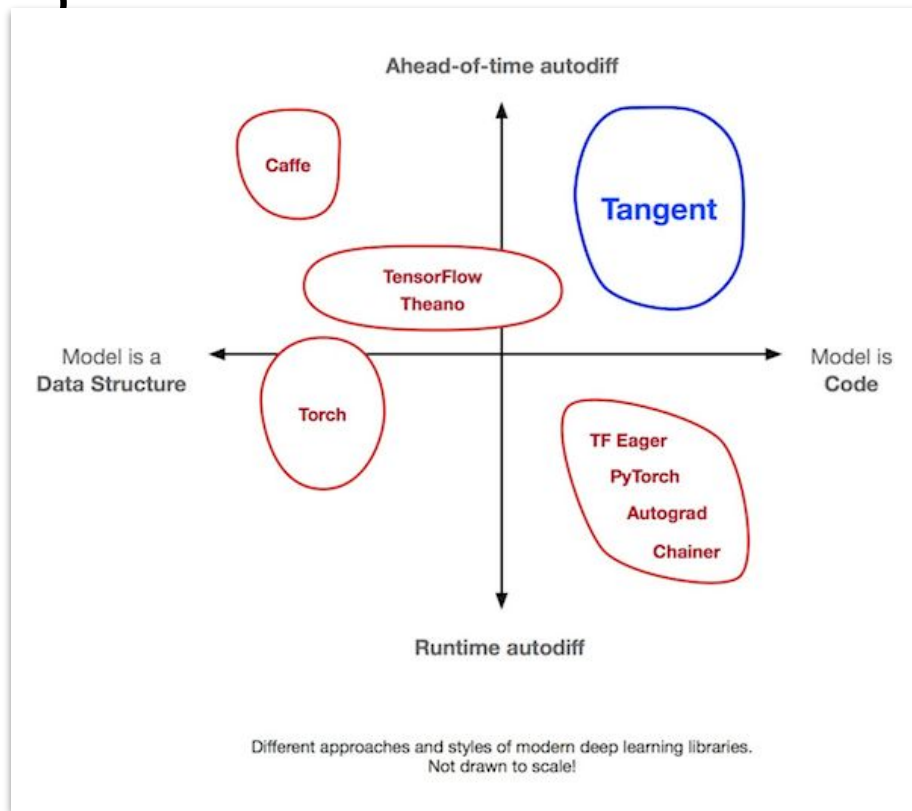 Ahead-of-time autodiff
Caffe
Tangent
TensorFlow
Theano
Model is a
Data Structure
Model is
Code
Torch
TF Eager
PyTorch
Autograd
Chainer
Runtime autodiff
Different approaches and styles of modern deep learning libraries.
Not drawn to scale!